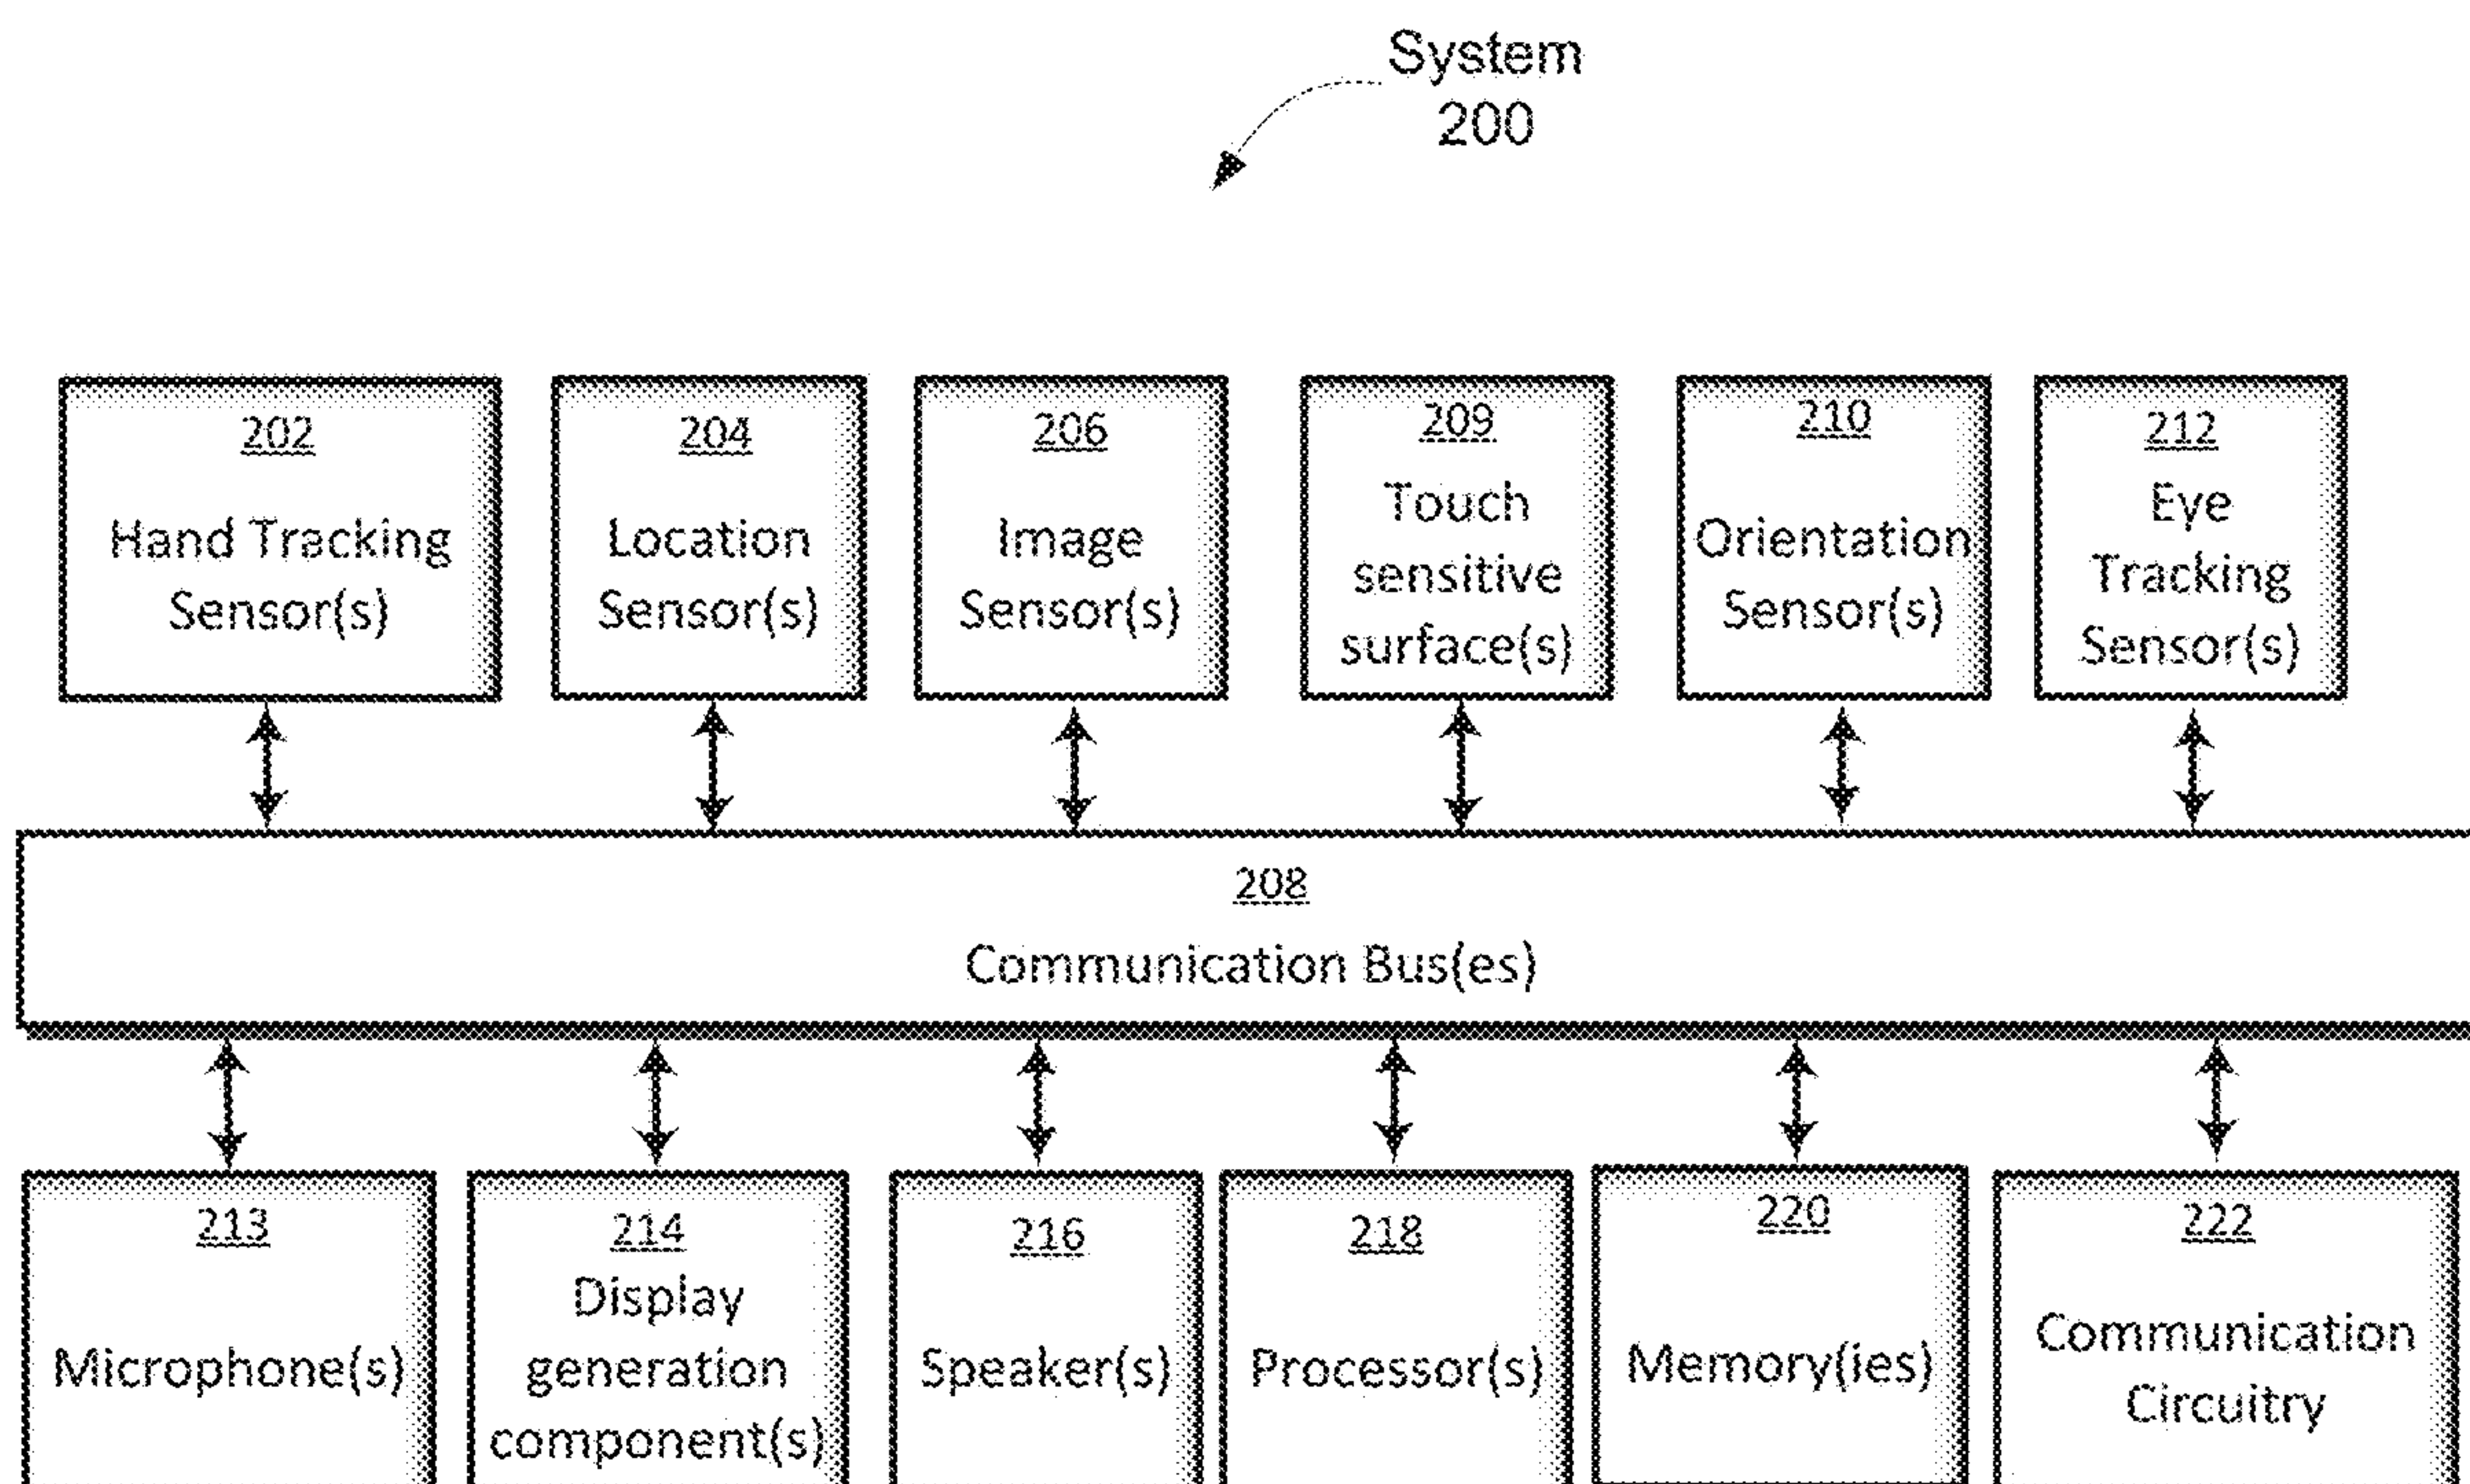 System
200
202
Hand Tracking
Sensor(s)
204
Location
Sensor(s)
206
Image
Sensor(s)
209
Touch
sensitive
surface(s)
210
Orientation
Sensor(s)
212
Eye
Tracking
Sensor(s)
208
Communication Bus(es)
213
Microphone(s)
214
Display
generation
component(s)
216
Speaker(s)
218
Processor(s)
220
Memory(ies)
222
Communication
Circuitry